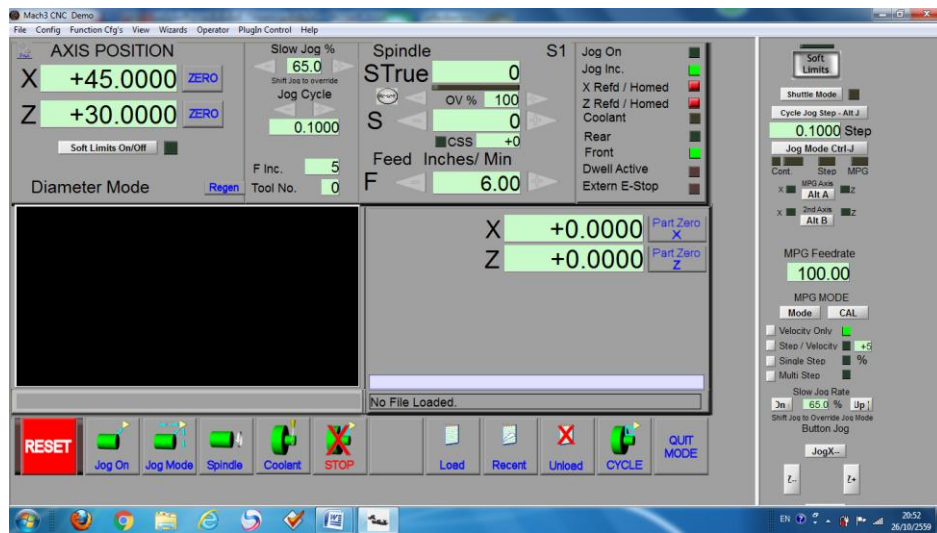 Mach3 CNC Demo
File Config Function Cfg's View Wizards Operator PlugIn Control Help
AXIS POSITION
X +45.0000 ZERO
Z +30.0000 ZERO
Soft Limits On/Off
Diameter Mode Regen
Slow Jog %
65.0
Shift Jog to override
Jog Cycle
0.1000
F Inc. 5
Tool No. 0
Spindle S1
STrue 0
OV % 100
S 0
CSS +0
Feed Inches/ Min
F 6.00
Jog On
Jog Inc.
X Refd / Homed
Z Refd / Homed
Coolant
Rear
Front
Dwell Active
Extern E-Stop
X +0.0000 Part Zero X
Z +0.0000 Part Zero Z
No File Loaded.
RESET
Jog On
Jog Mode
Spindle
Coolant
STOP
Load
Recent
Unload
CYCLE
QUIT MODE
Soft Limits
Shuttle Mode
Cycle Jog Step - Alt J
0.1000 Step
Jog Mode Ctrl-J
Cont. Step MPG
MPG Axis
X Alt A Z
2nd Axis
X Alt B Z
MPG Feedrate
100.00
MPG MODE
Mode CAL
Velocity Only
Step / Velocity +5
Single Step %
Multi Step
Slow Jog Rate
65.0 % Up
Shift Jog to Override Jog Mode
Button Jog
JogX--
Z-- Z+
EN 20:52
26/10/2559